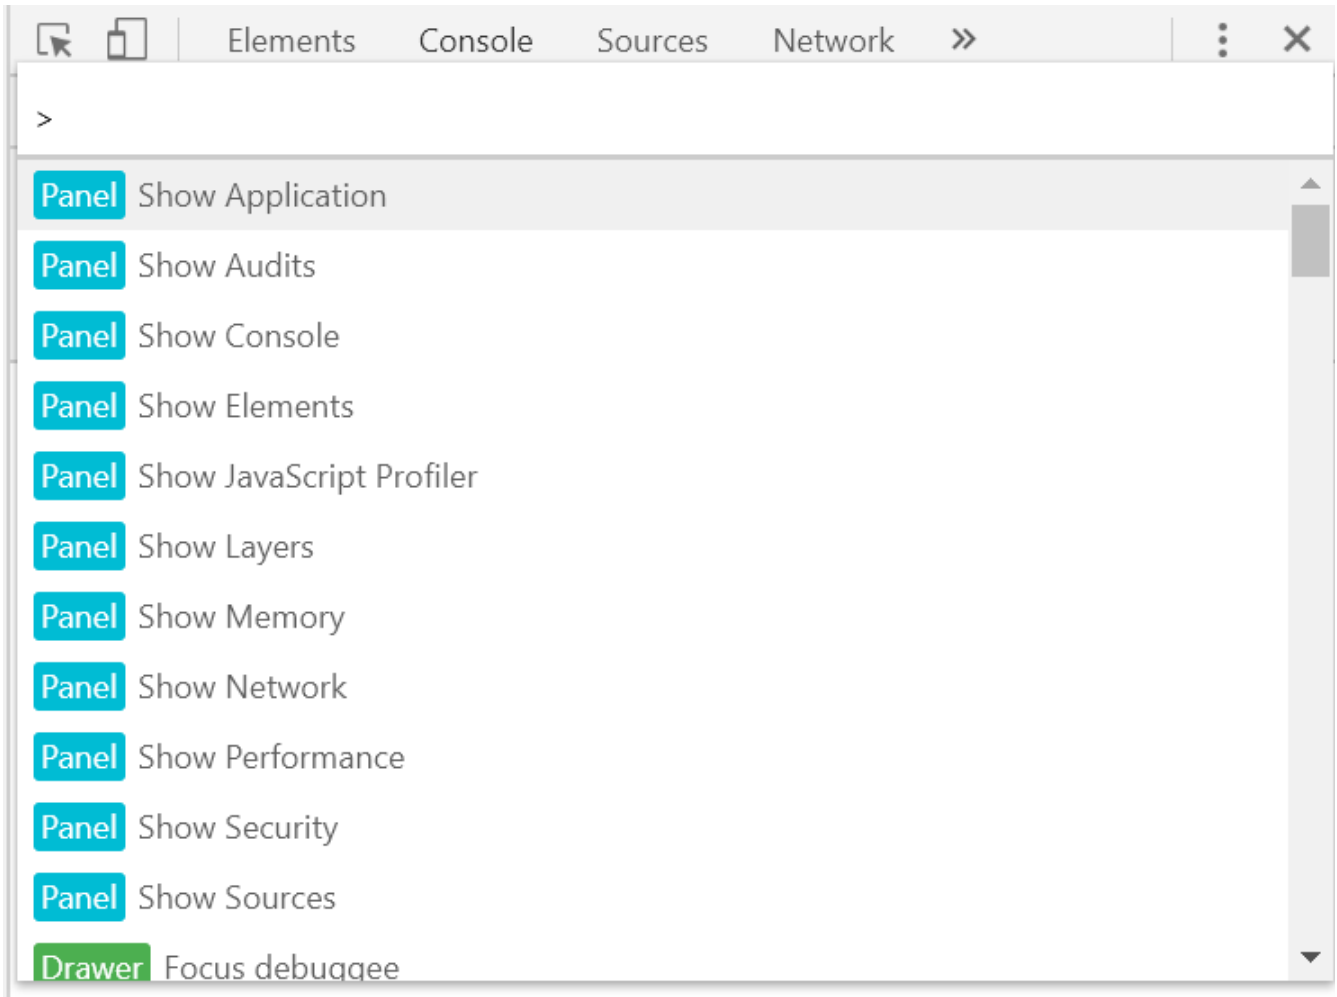 Elements Console Sources Network »
>
Panel Show Application
Panel Show Audits
Panel Show Console
Panel Show Elements
Panel Show JavaScript Profiler
Panel Show Layers
Panel Show Memory
Panel Show Network
Panel Show Performance
Panel Show Security
Panel Show Sources
Drawer Focus debuggee